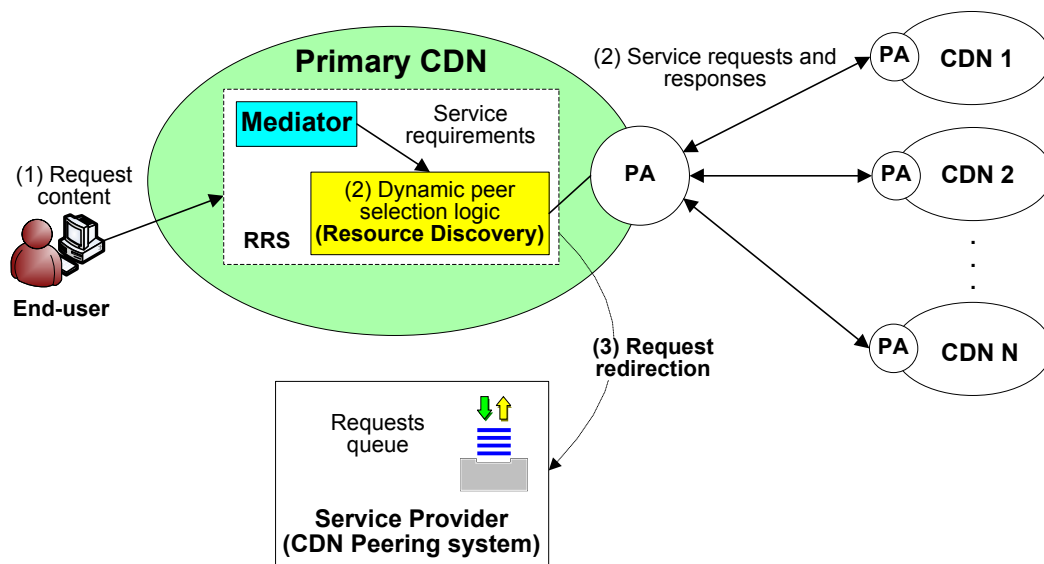 Primary CDN
Mediator
Service
requirements
(2) Dynamic peer
selection logic
(Resource Discovery)
RRS
(1) Request
content
End-user
PA
(2) Service requests and
responses
PA
CDN 1
PA
CDN 2
.
.
.
PA
CDN N
(3) Request
redirection
Requests
queue
Service Provider
(CDN Peering system)